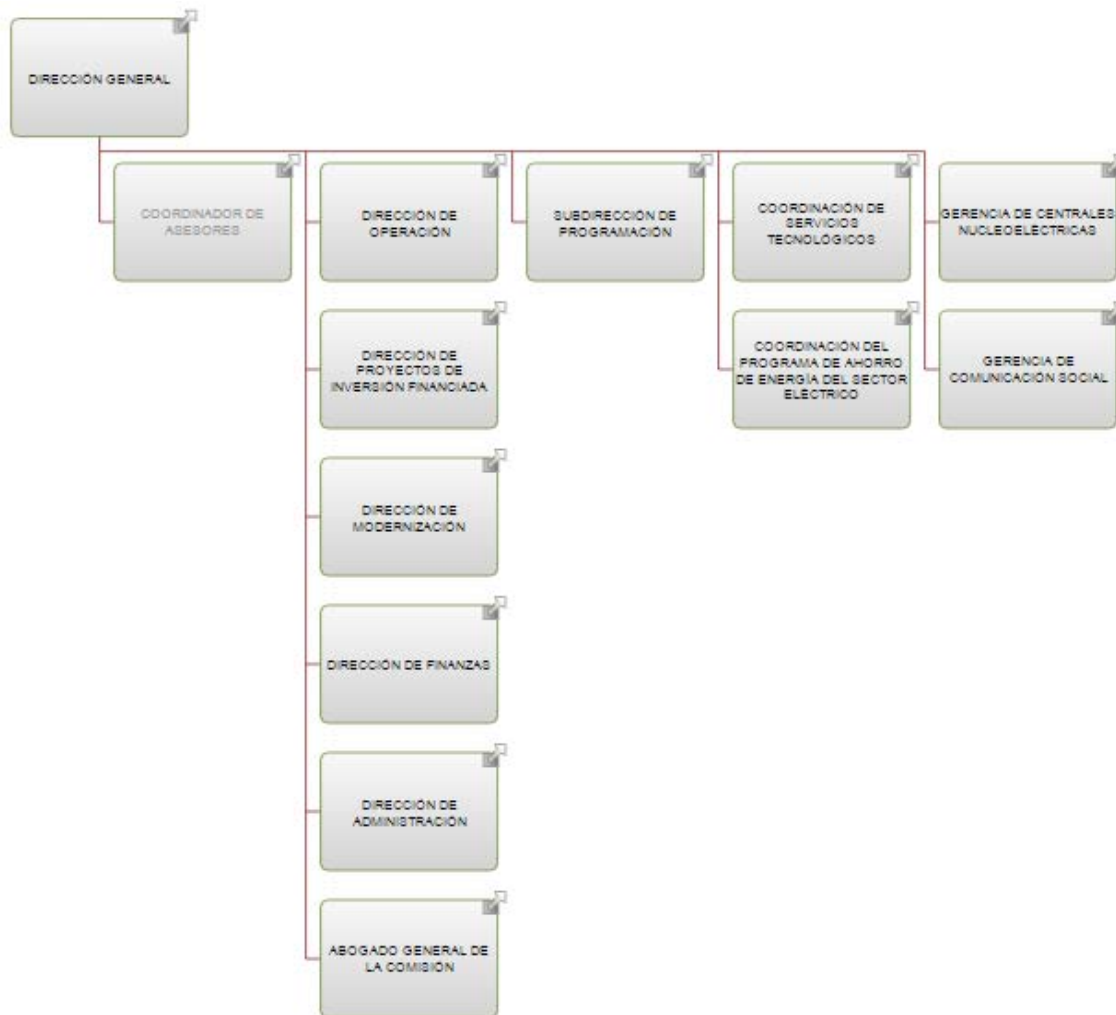 DIRECCIÓN GENERAL
COORDINADOR DE
ASESORES
DIRECCIÓN DE
OPERACIÓN
SUBDIRECCIÓN DE
PROGRAMACIÓN
COORDINACIÓN DE
SERVICIOS
TECNOLÓGICOS
GERENCIA DE CENTRALES
NUCLEOELÉCTRICAS
DIRECCIÓN DE
PROYECTOS DE
INVERSIÓN FINANCIADA
COORDINACIÓN DEL
PROGRAMA DE AHORRO
DE ENERGÍA DEL SECTOR
ELÉCTRICO
GERENCIA DE
COMUNICACIÓN SOCIAL
DIRECCIÓN DE
MODERNIZACIÓN
DIRECCIÓN DE FINANZAS
DIRECCIÓN DE
ADMINISTRACIÓN
ABOGADO GENERAL DE
LA COMISIÓN